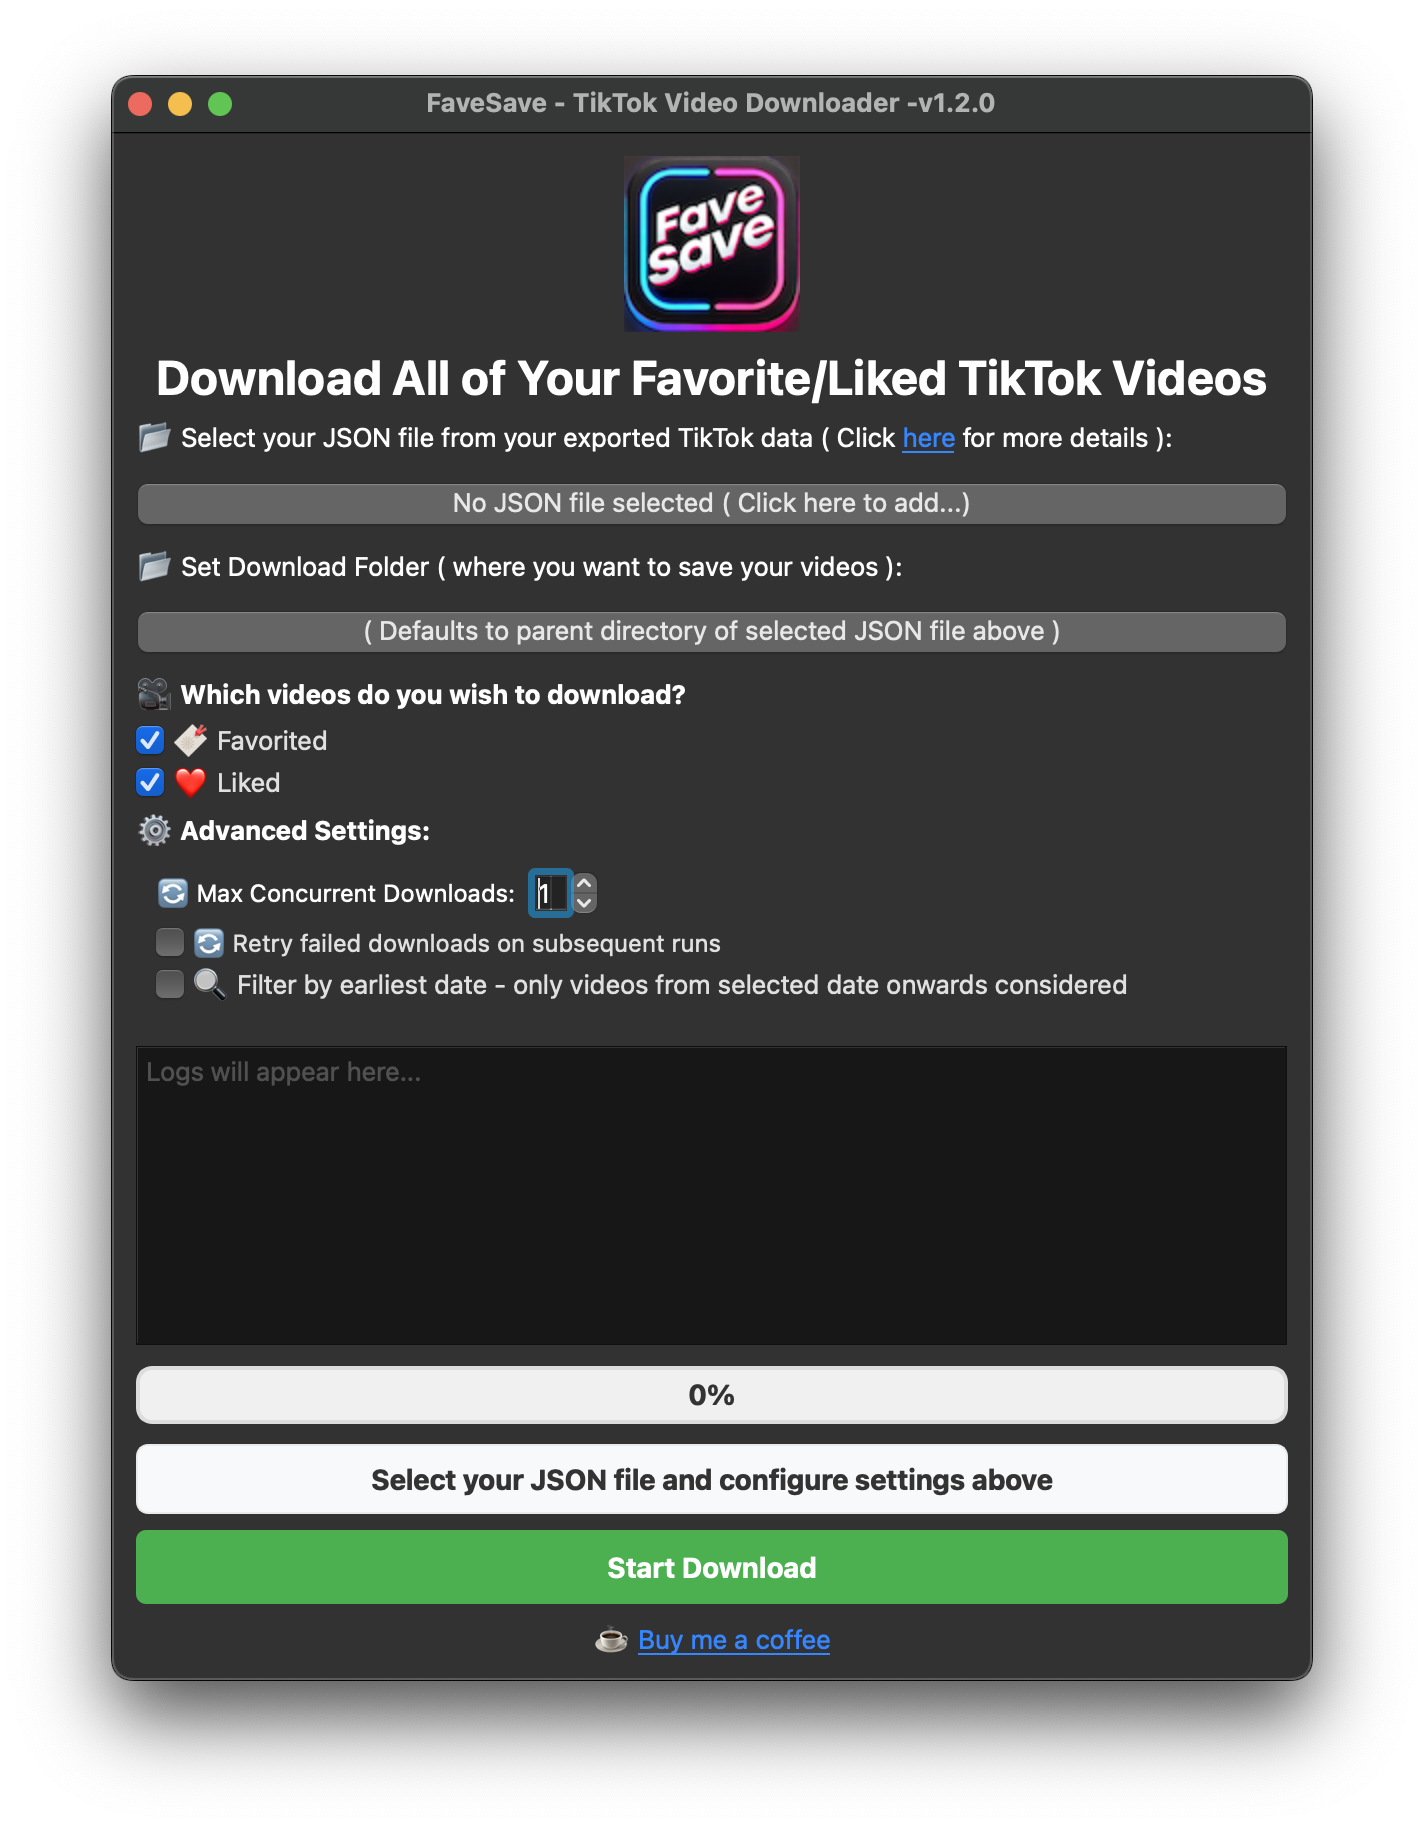 FaveSave - TikTok Video Downloader -v1.2.0
Fave
Save
Download All of Your Favorite/Liked TikTok Videos
Select your JSON file from your exported TikTok data ( Click here for more details ):
No JSON file selected ( Click here to add...)
Set Download Folder ( where you want to save your videos ):
( Defaults to parent directory of selected JSON file above )
Which videos do you wish to download?
Favorited
Liked
Advanced Settings:
Max Concurrent Downloads: 1
Retry failed downloads on subsequent runs
Filter by earliest date - only videos from selected date onwards considered
Logs will appear here...
0%
Select your JSON file and configure settings above
Start Download
Buy me a coffee